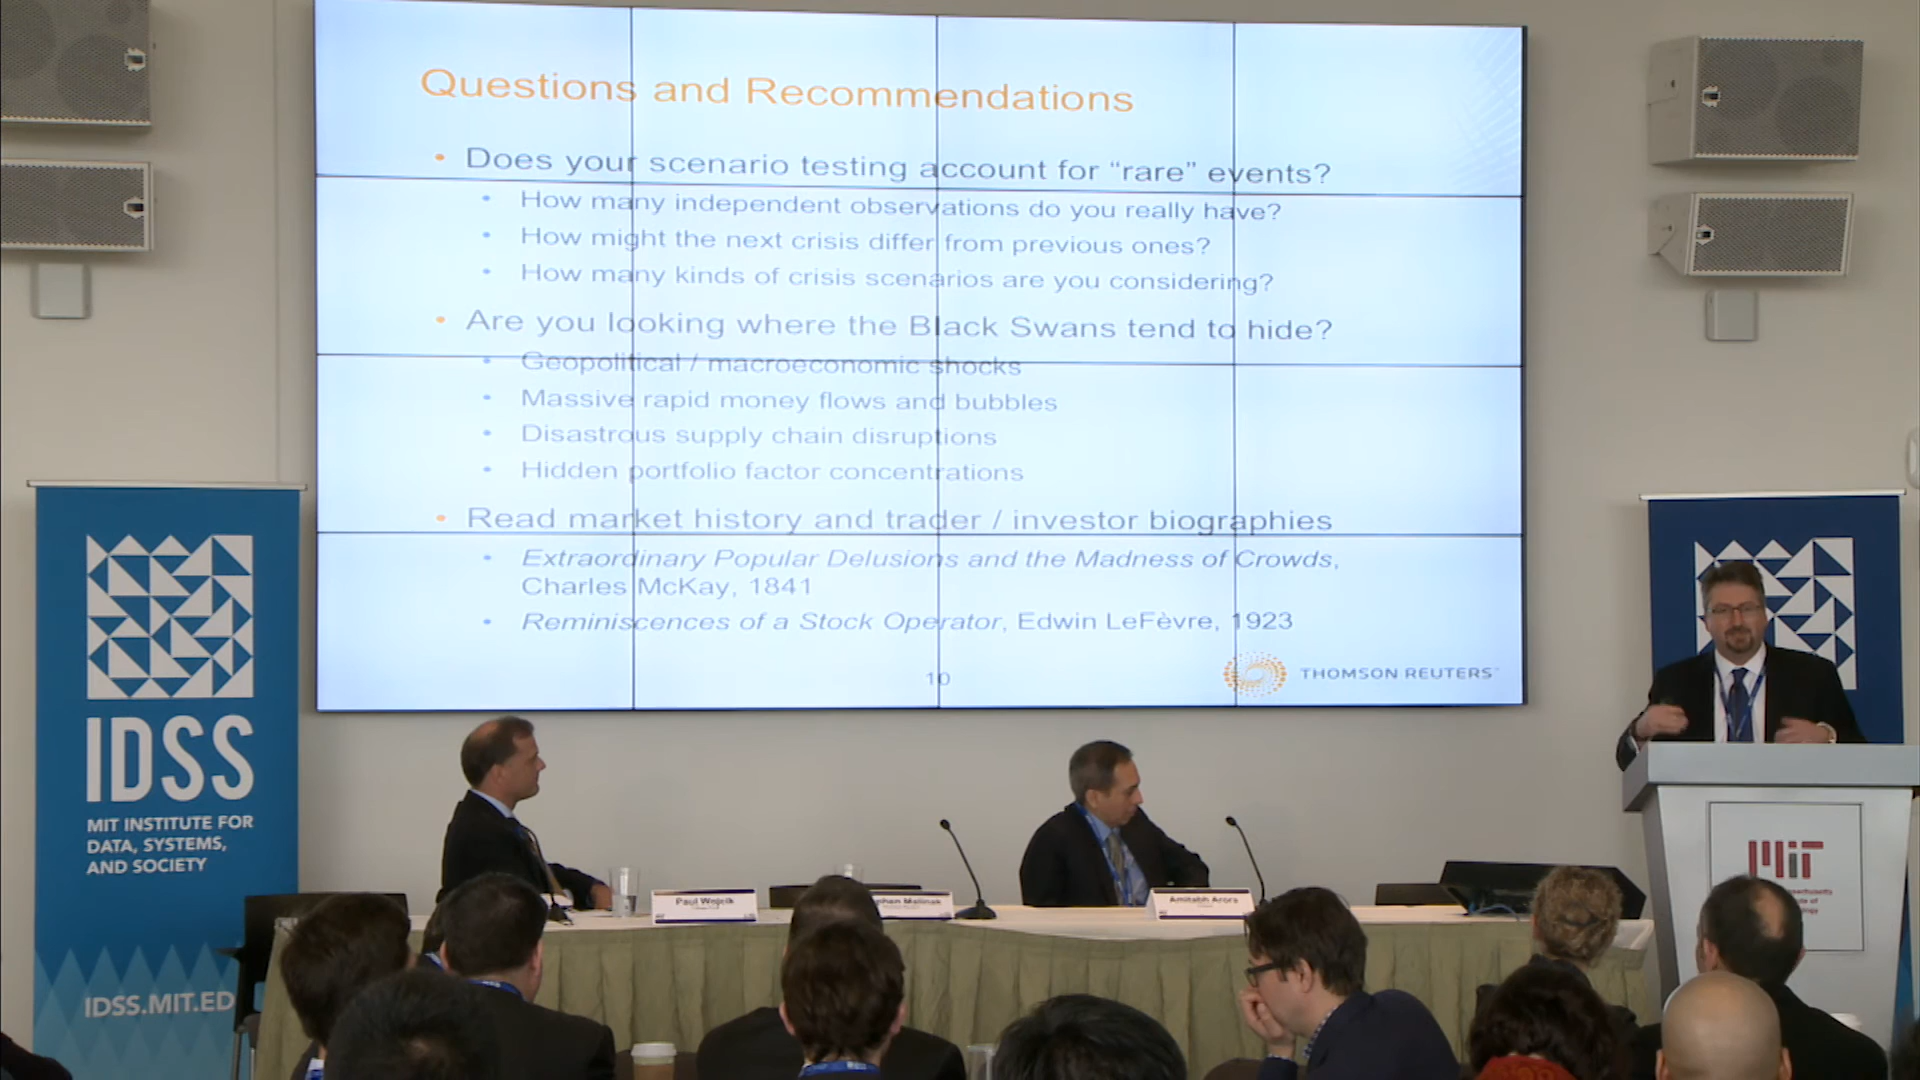 Questions and Recommendations
• Does your scenario testing account for “rare” events?
• How many independent observations do you really have?
• How might the next crisis differ from previous ones?
• How many kinds of crisis scenarios are you considering?
• Are you looking where the Black Swans tend to hide?
• Geopolitical / macroeconomic shocks
• Massive rapid money flows and bubbles
• Disastrous supply chain disruptions
• Hidden portfolio factor concentrations
• Read market history and trader / investor biographies
• Extraordinary Popular Delusions and the Madness of Crowds,
Charles McKay, 1841
• Reminiscences of a Stock Operator, Edwin LeFèvre, 1923
10
THOMSON REUTERS
IDSS
MIT INSTITUTE FOR
DATA, SYSTEMS,
AND SOCIETY
IDSS.MIT.ED
Paul Wojcik
phen Malinak
Amitabh Arora
MIT